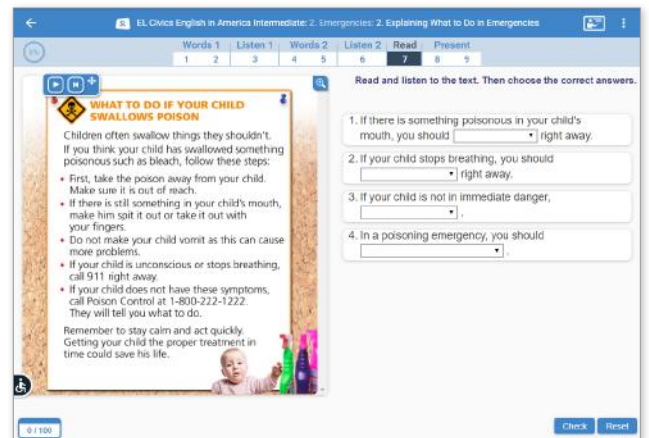 EL Civics English in America Intermediate: 2. Emergencies: 2. Explaining What to Do in Emergencies
Words 1 Listen 1 Words 2 Listen 2 Read Present
1 2 3 4 5 6 7 8 9
Read and listen to the text. Then choose the correct answers.
WHAT TO DO IF YOUR CHILD
SWALLOWS POISON
Children often swallow things they shouldn't.
If you think your child has swallowed something
poisonous such as bleach, follow these steps:
• First, take the poison away from your child.
Make sure it is out of reach.
• If there is still something in your child's mouth,
make him spit it out or take it out with
your fingers.
• Do not make your child vomit as this can cause
more problems.
• If your child is unconscious or stops breathing,
call 911 right away.
• If your child does not have these symptoms,
call Poison Control at 1-800-222-1222.
They will tell you what to do.
Remember to stay calm and act quickly.
Getting your child the proper treatment in
time could save his life.
1. If there is something poisonous in your child's
mouth, you should right away.
2. If your child stops breathing, you should
right away.
3. If your child is not in immediate danger,
.
4. In a poisoning emergency, you should
.
0 / 100
Check Reset